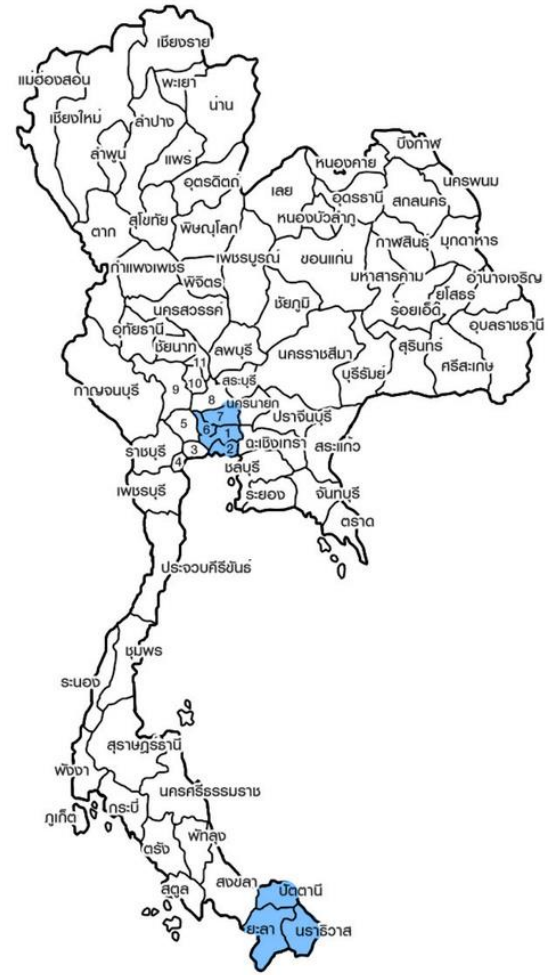 เชียงราย
แม่ฮ่องสอน
พะเยา
น่าน
เชียงใหม่
ลำปาง
ลำพูน
แพร่
อุตรดิตถ์
บึงกาฬ
หนองคาย
นครพนม
เลย
อุดรธานี
สกลนคร
หนองบัวลำภู
ตาก
สุโขทัย
พิษณุโลก
กาฬสินธุ์
มุกดาหาร
เพชรบูรณ์
ขอนแก่น
กำแพงเพชร
พิจิตร
มหาสารคาม
อำนาจเจริญ
ยโสธร
ชัยภูมิ
ร้อยเอ็ด
นครสวรรค์
อุบลราชธานี
อุทัยธานี
ชัยนาท
ลพบุรี
นครราชสีมา
สุรินทร์
ศรีสะเกษ
บุรีรัมย์
11
10
สระบุรี
กาญจนบุรี
9
8
นครนายก
7
ปราจีนบุรี
5
6
1
ฉะเชิงเทรา
สระแก้ว
ราชบุรี
3
2
4
ชลบุรี
เพชรบุรี
ระยอง
จันทบุรี
ตราด
ประจวบคีรีขันธ์
ชุมพร
ระนอง
สุราษฎร์ธานี
พังงา
นครศรีธรรมราช
ภูเก็ต
กระบี่
ตรัง
พัทลุง
สตูล
สงขลา
ปัตตานี
ยะลา
นราธิวาส